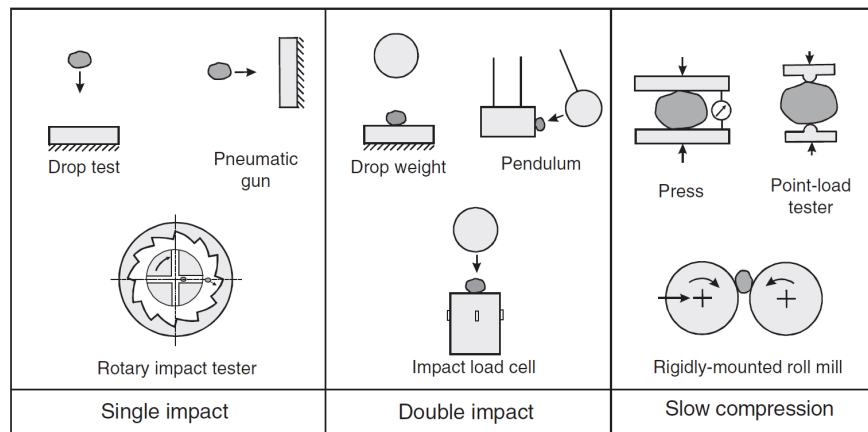 Drop test
Pneumatic
gun
Rotary impact tester
Single impact
Drop weight
Pendulum
Impact load cell
Double impact
Press
Point-load
tester
Rigidly-mounted roll mill
Slow compression